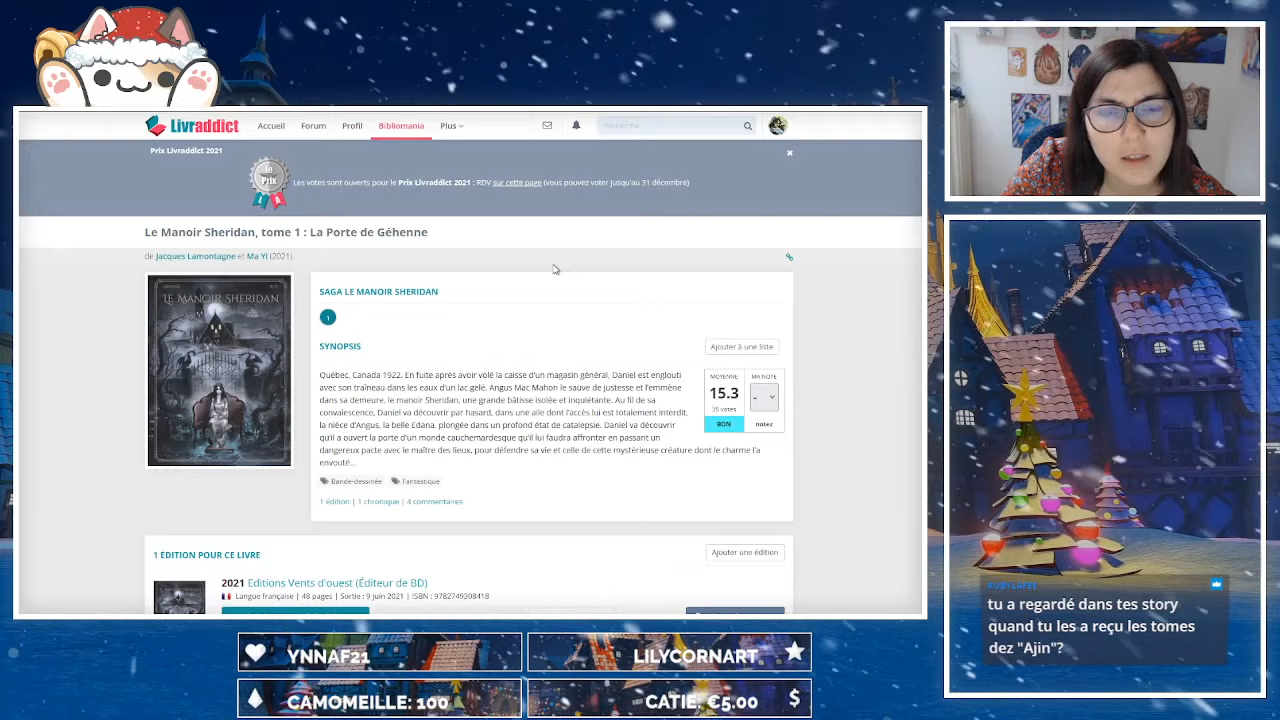 Livraddict
Accueil
Forum
Profil
Bibliomania
Plus
Recherche
Prix Livraddict 2021
le Prix
L A
Les votes sont ouverts pour le Prix Livraddict 2021 : RDV sur cette page (vous pouvez voter jusqu'au 31 décembre)
Le Manoir Sheridan, tome 1 : La Porte de Géhenne
de Jacques Lamontagne et Ma Yi (2021)
LE MANOIR SHERIDAN
SAGA LE MANOIR SHERIDAN
1
SYNOPSIS
Ajouter à une liste
Québec, Canada 1922. En fuite après avoir volé la caisse d'un magasin général, Daniel est englouti
avec son traîneau dans les eaux d'un lac gelé. Angus Mac Mahon le sauve de justesse et l'emmène
dans sa demeure, le manoir Sheridan, une grande bâtisse isolée et inquiétante. Au fil de sa
convalescence, Daniel va découvrir par hasard, dans une aile dont l'accès lui est totalement interdit,
la nièce d'Angus, la belle Edana, plongée dans un profond état de catalepsie. Daniel va découvrir
qu'il a ouvert la porte d'un monde cauchemardesque qu'il lui faudra affronter en passant un
dangereux pacte avec le maître des lieux, pour défendre sa vie et celle de cette mystérieuse créature dont le charme l'a
envouté...
MOYENNE
15.3
35 votes
BON
MA NOTE
-
notez
Bande-dessinée
Fantastique
1 édition | 1 chronique | 4 commentaires
1 EDITION POUR CE LIVRE
Ajouter une édition
2021 Editions Vents d'ouest (Éditeur de BD)
Langue française | 48 pages | Sortie : 9 juin 2021 | ISBN : 9782749308418
tu a regardé dans tes story
quand tu les a reçu les tomes
dez "Ajin"?
YNNAF21
LILYCORNART
CAMOMEILLE: 100
CATIE: €5.00
$